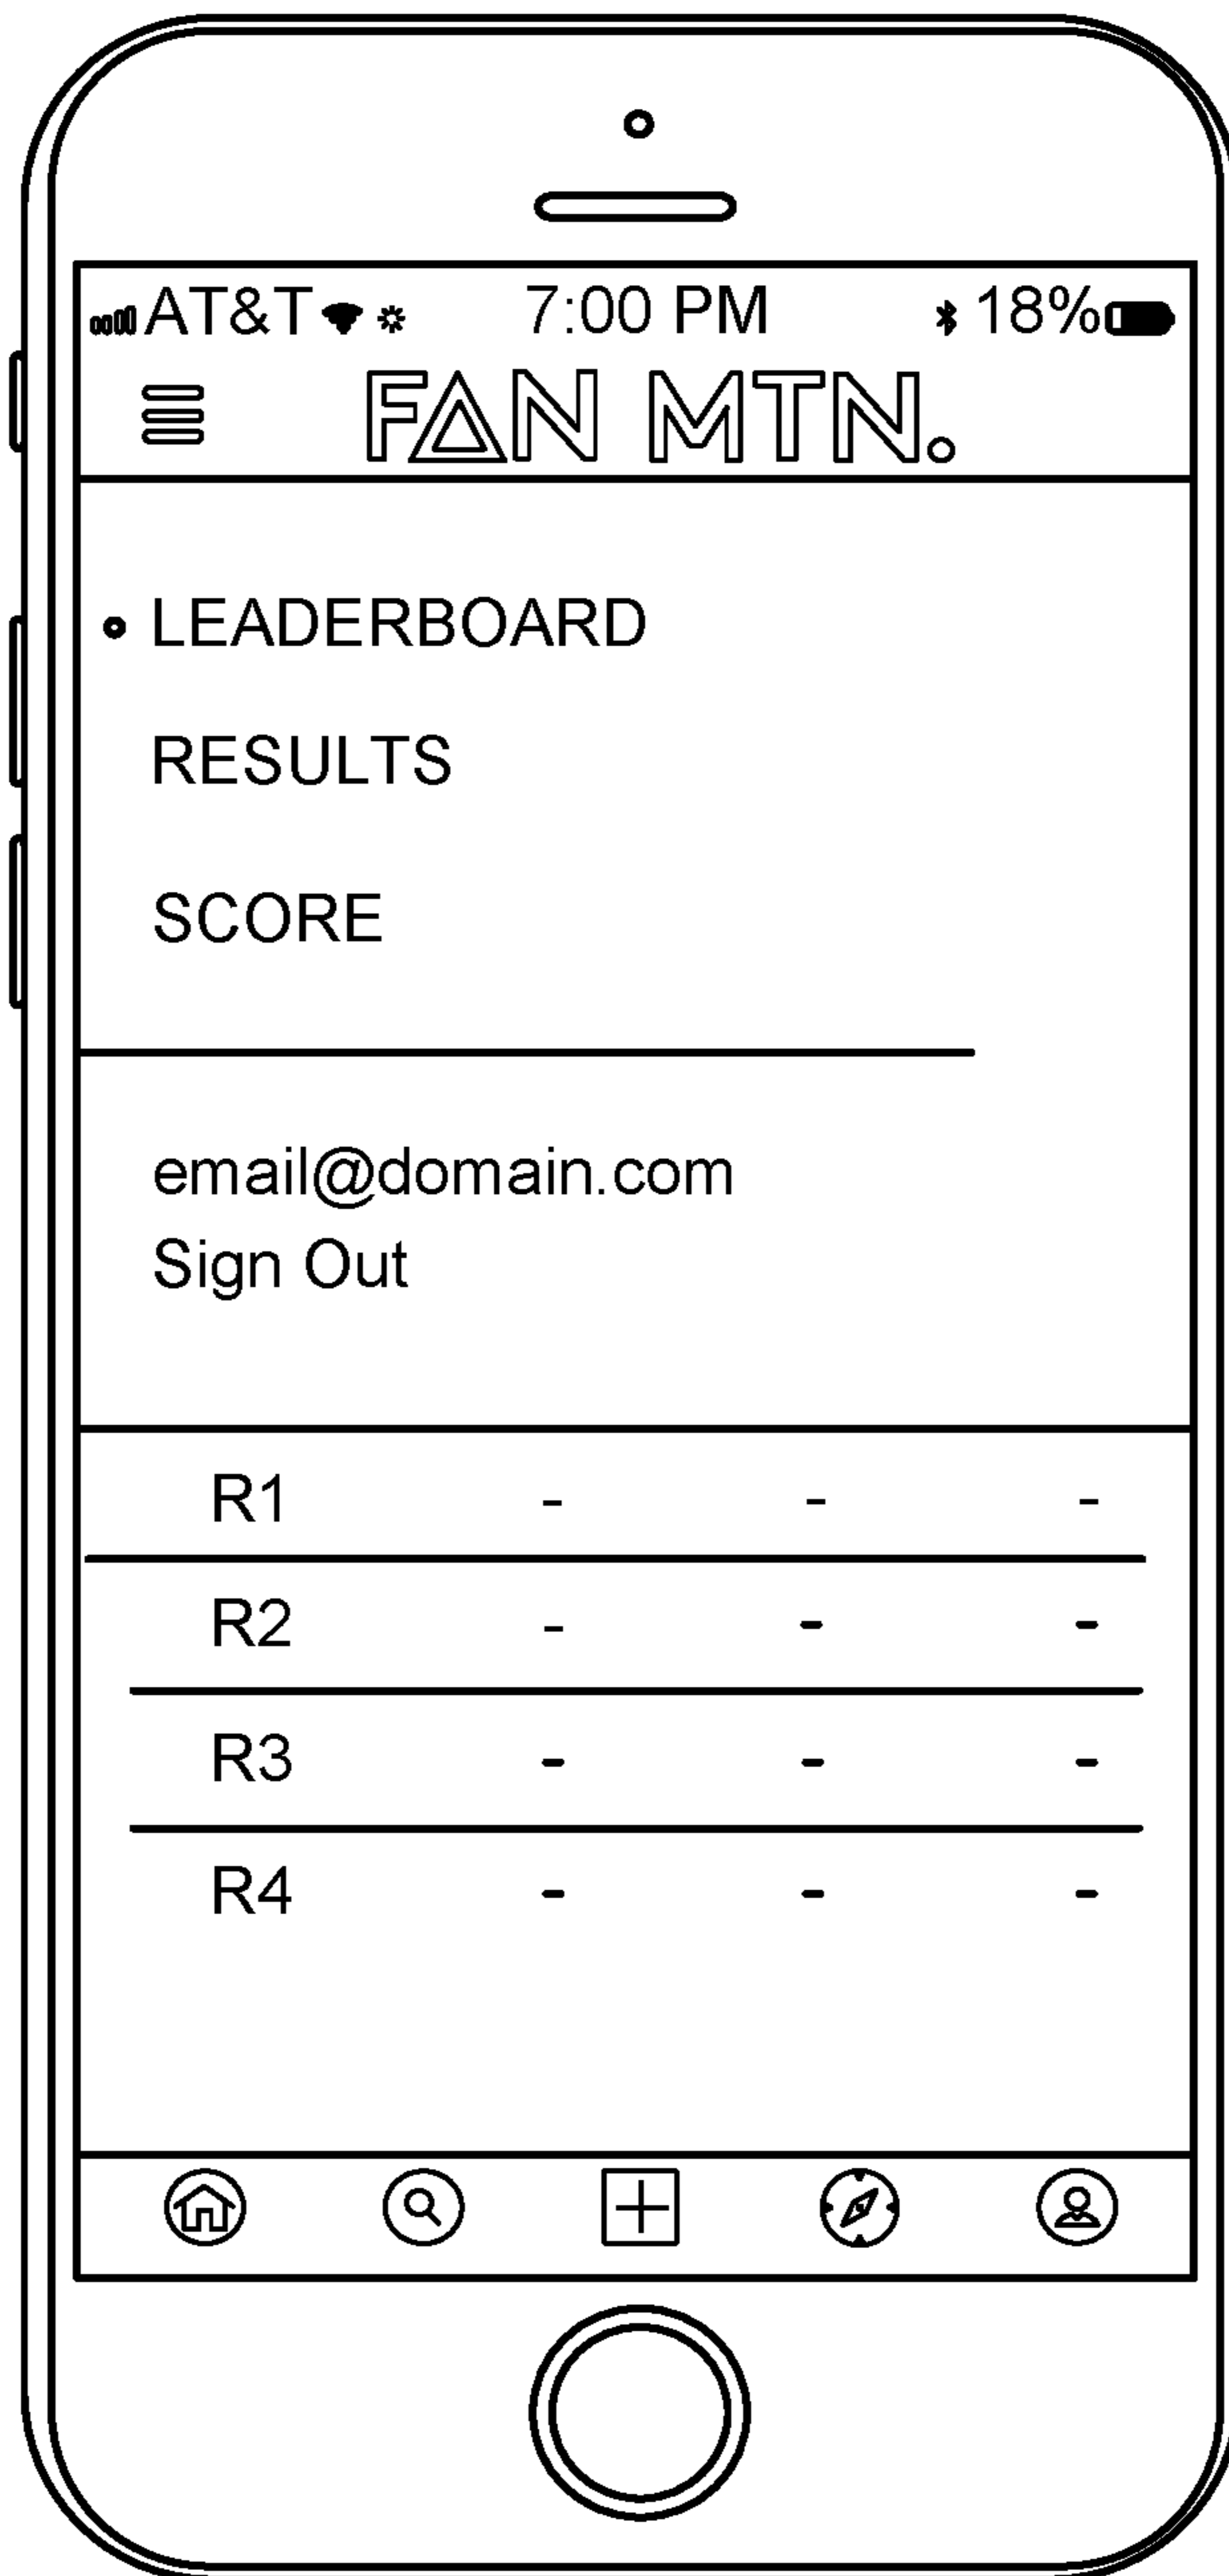 AT&T 7:00 PM 18%
FAN MTN.
LEADERBOARD
RESULTS
SCORE
email@domain.com
Sign Out
R1 - - -
R2 - - -
R3 - - -
R4 - - -